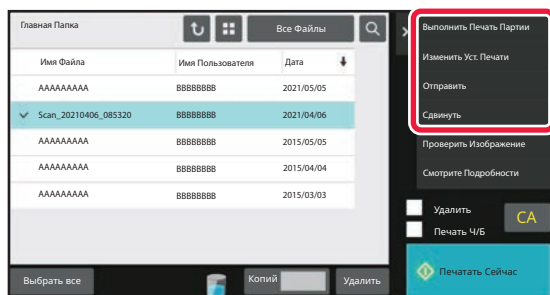 Главная Папка
Все Файлы
Имя Файла Имя Пользователя Дата
AAAAAAAAA BBBBBBBB 2021/05/05
Scan_20210406_085320 BBBBBBBB 2021/04/06
AAAAAAAAA BBBBBBBB 2015/05/05
AAAAAAAAA BBBBBBBB 2015/04/04
AAAAAAAAA BBBBBBBB 2015/03/03
Выбрать все
Копий
Удалить
Выполнить Печать Партии
Изменить Уст. Печати
Отправить
Сдвинуть
Проверить Изображение
Смотрите Подробности
Удалить
Печать Ч/Б
CA
Печатать Сейчас